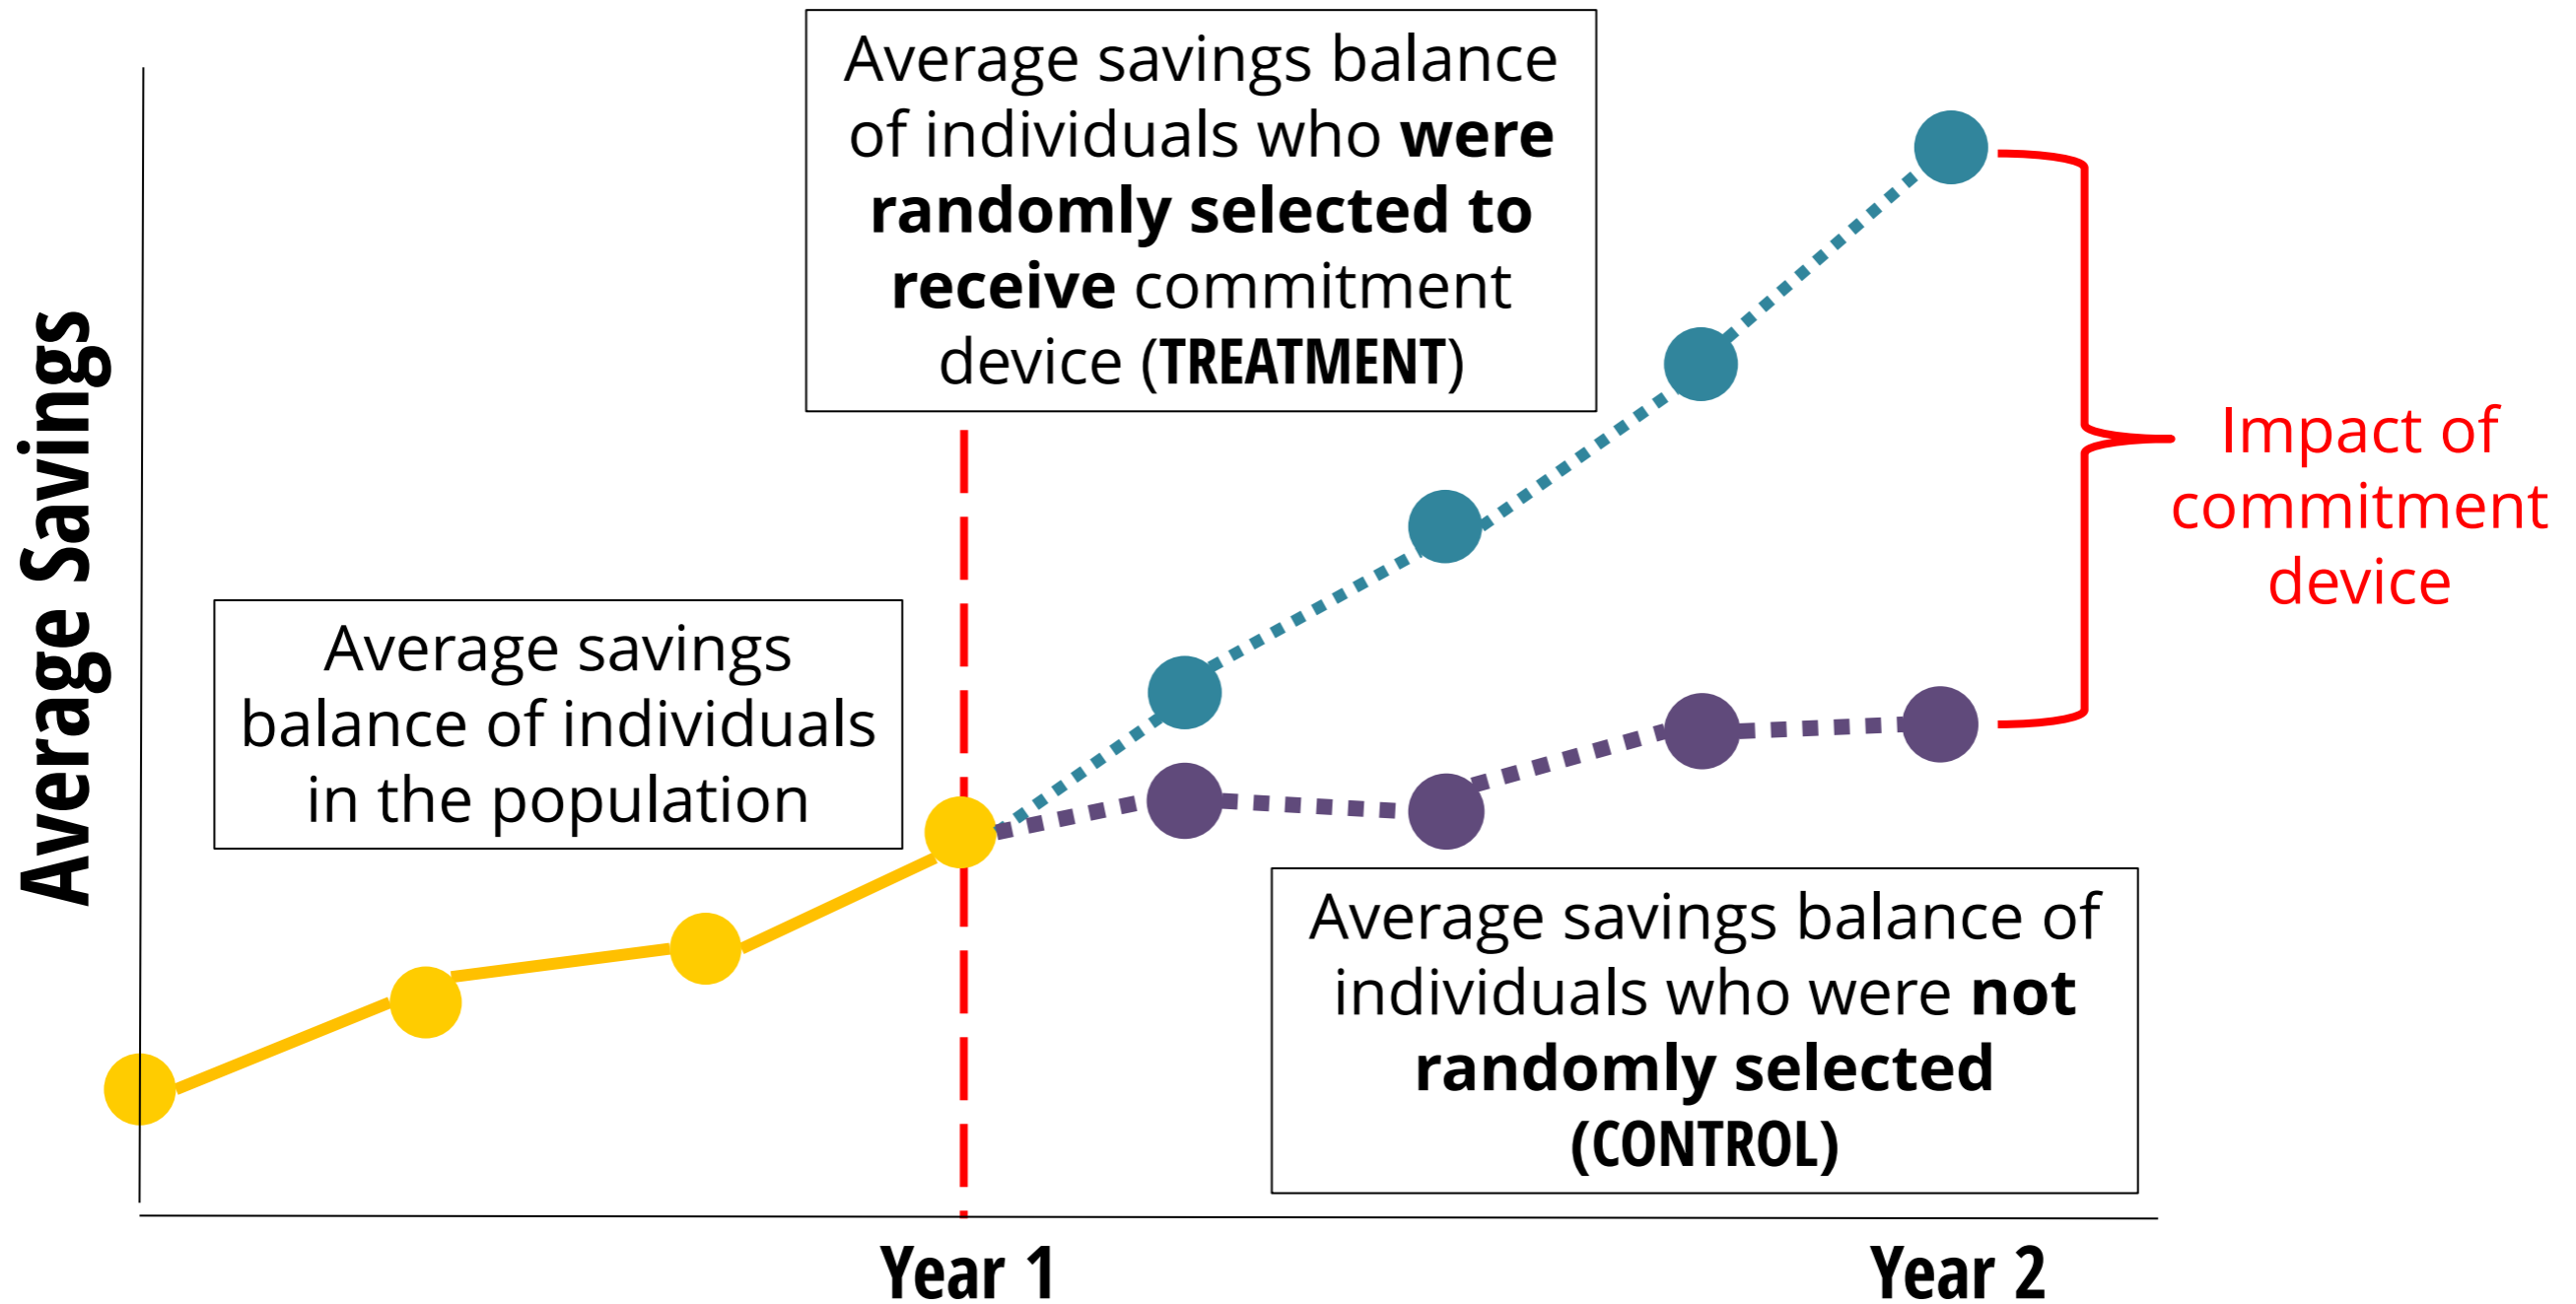 Average savings balance
of individuals who were
randomly selected to
receive commitment
device (TREATMENT)
Average Savings
Impact of
commitment
device
Average savings
balance of individuals
in the population
Average savings balance of
individuals who were not
randomly selected
(CONTROL)
Year 1
Year 2